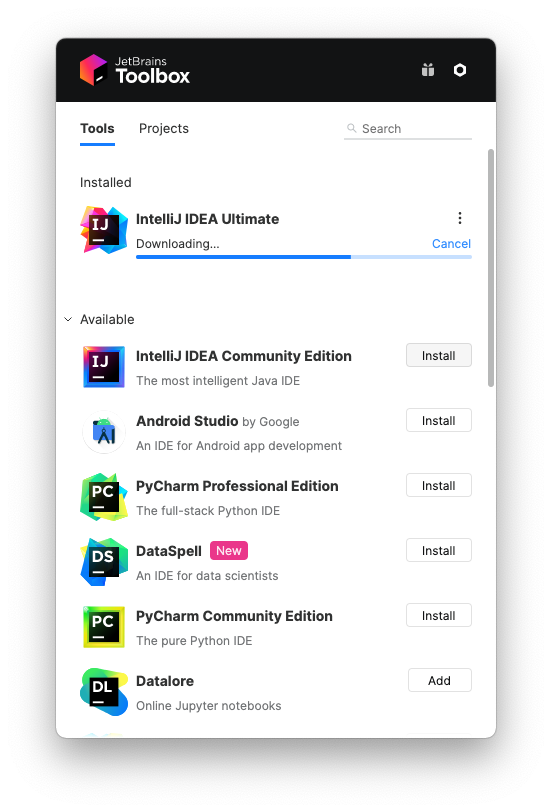 JetBrains
Toolbox
Tools Projects Search
Installed
IJ IntelliJ IDEA Ultimate
Downloading... Cancel
Available
IJ IntelliJ IDEA Community Edition Install
The most intelligent Java IDE
Android Studio by Google Install
An IDE for Android app development
PC PyCharm Professional Edition Install
The full-stack Python IDE
DS DataSpell New Install
An IDE for data scientists
PC PyCharm Community Edition Install
The pure Python IDE
DL Datalore Add
Online Jupyter notebooks